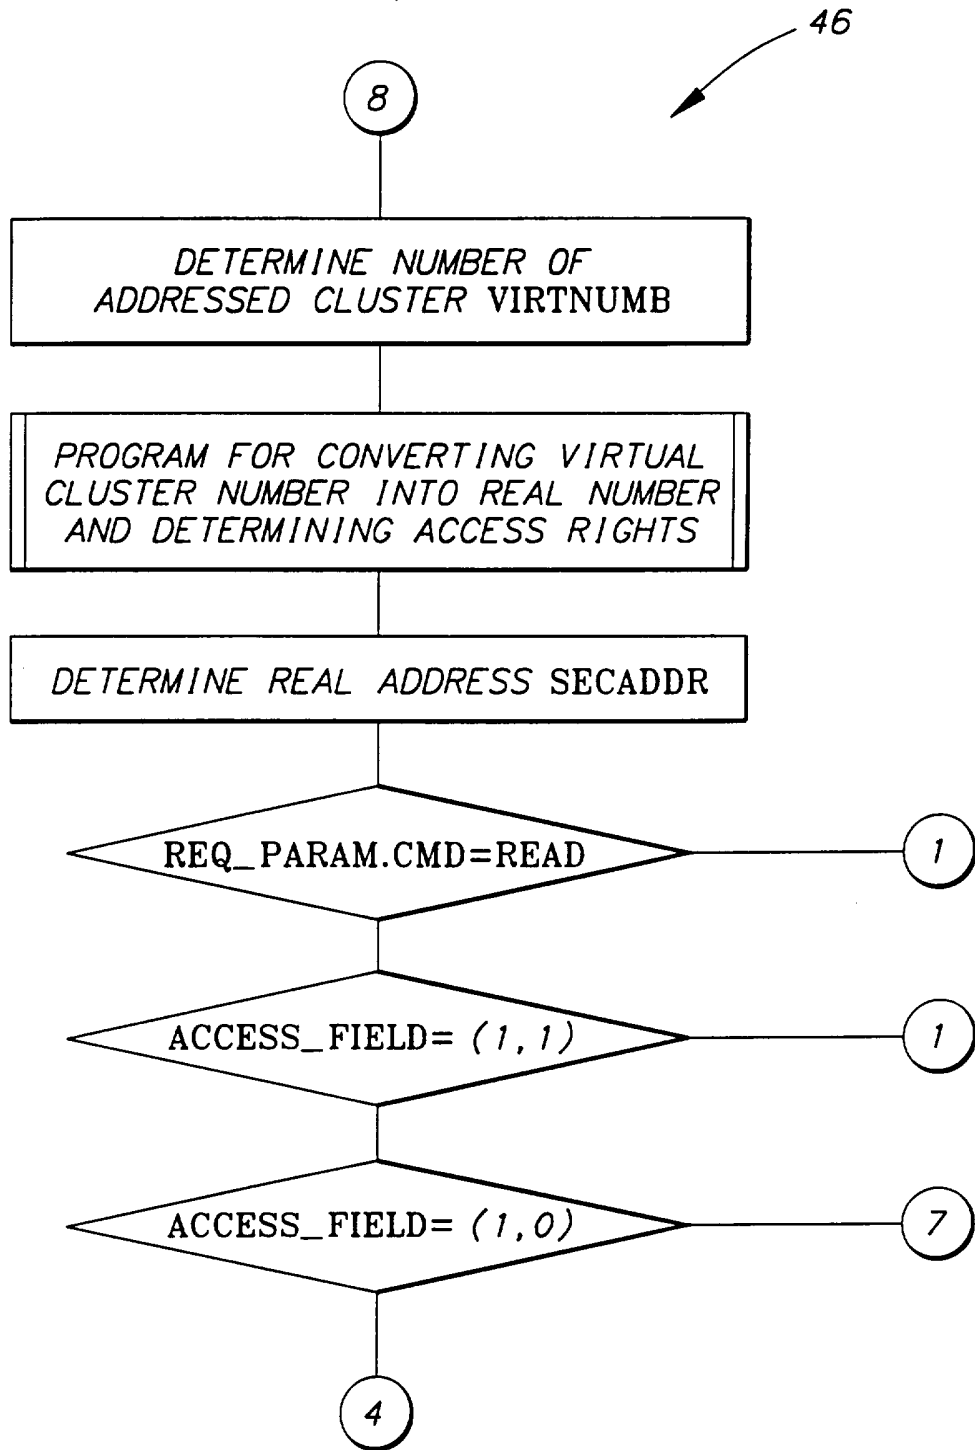 46
8
DETERMINE NUMBER OF
ADDRESSED CLUSTER VIRTNUMB
PROGRAM FOR CONVERTING VIRTUAL
CLUSTER NUMBER INTO REAL NUMBER
AND DETERMINING ACCESS RIGHTS
DETERMINE REAL ADDRESS SECADDR
REQ_PARAM.CMD=READ
1
ACCESS_FIELD= (1,1)
1
ACCESS_FIELD= (1,0)
7
4